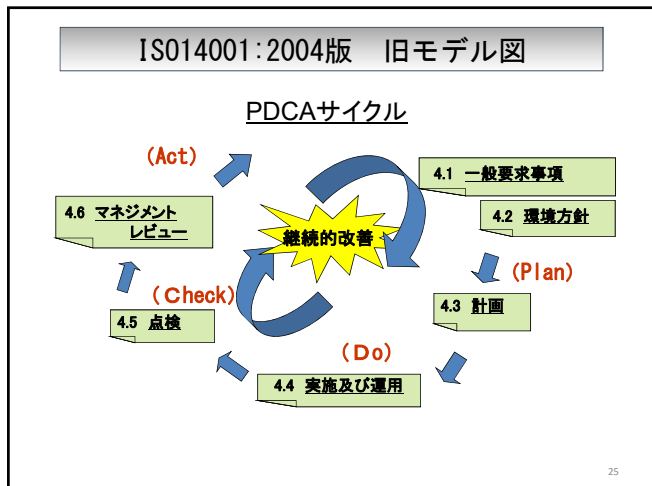 ISO14001:2004版　旧モデル図
PDCAサイクル
(Act)
4.1 一般要求事項
4.2 環境方針
4.6 マネジメント
レビュー
継続的改善
(Plan)
(Check)
4.3 計画
4.5 点検
(Do)
4.4 実施及び運用
25